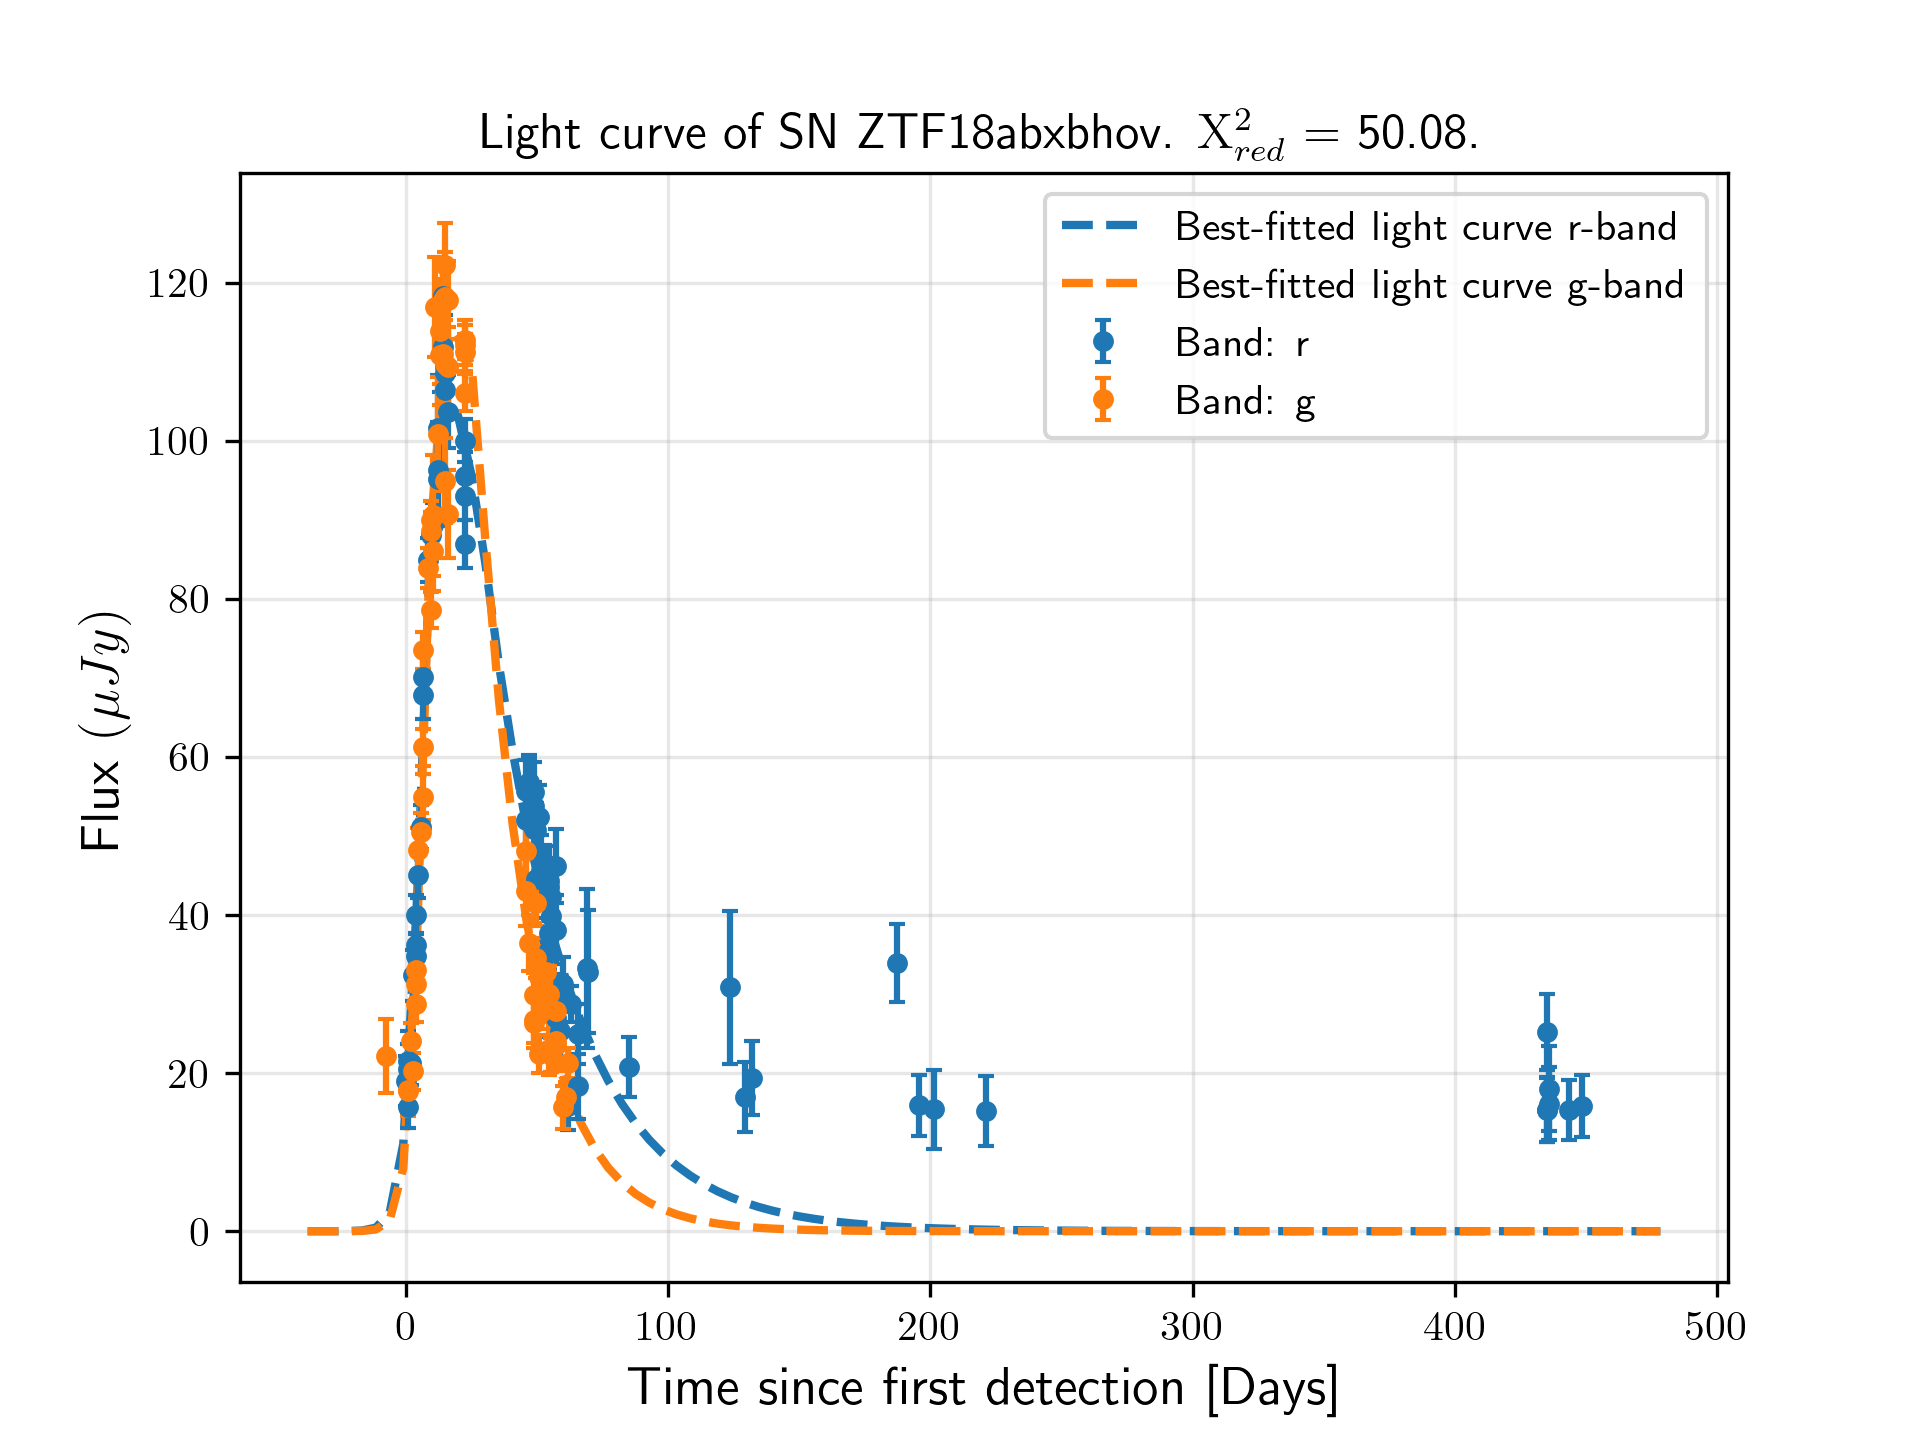 Light curve of SN ZTF18abxbhov. X²red = 50.08.
Best-fitted light curve r-band
Best-fitted light curve g-band
Band: r
Band: g
120
100
80
60
40
20
0
Flux (μJy)
0 100 200 300 400 500
Time since first detection [Days]